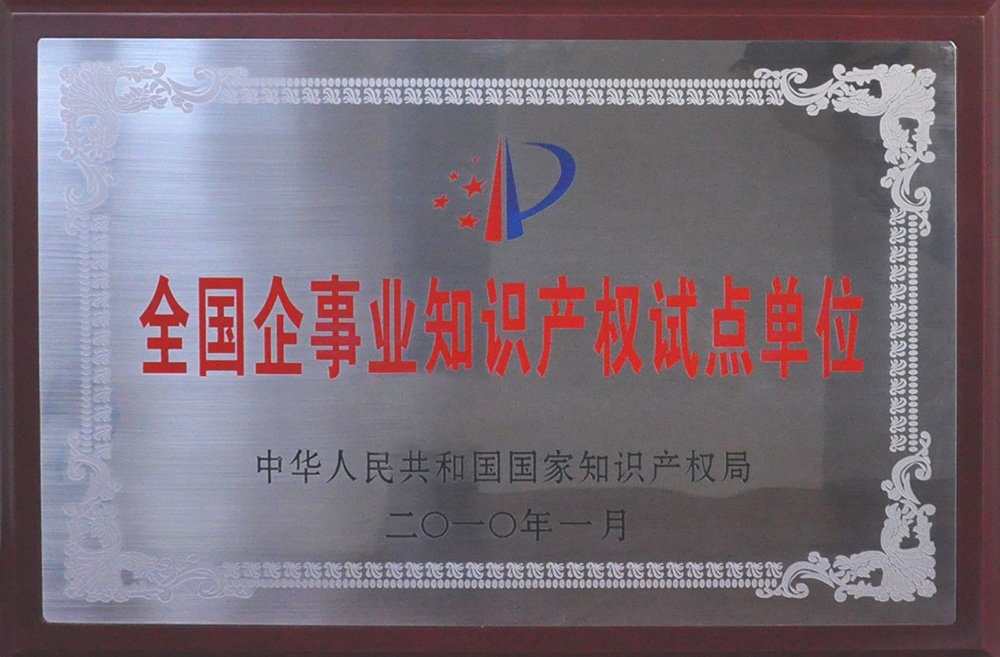 全国企事业知识产权试点单位
中华人民共和国国家知识产权局
二〇一〇年一月